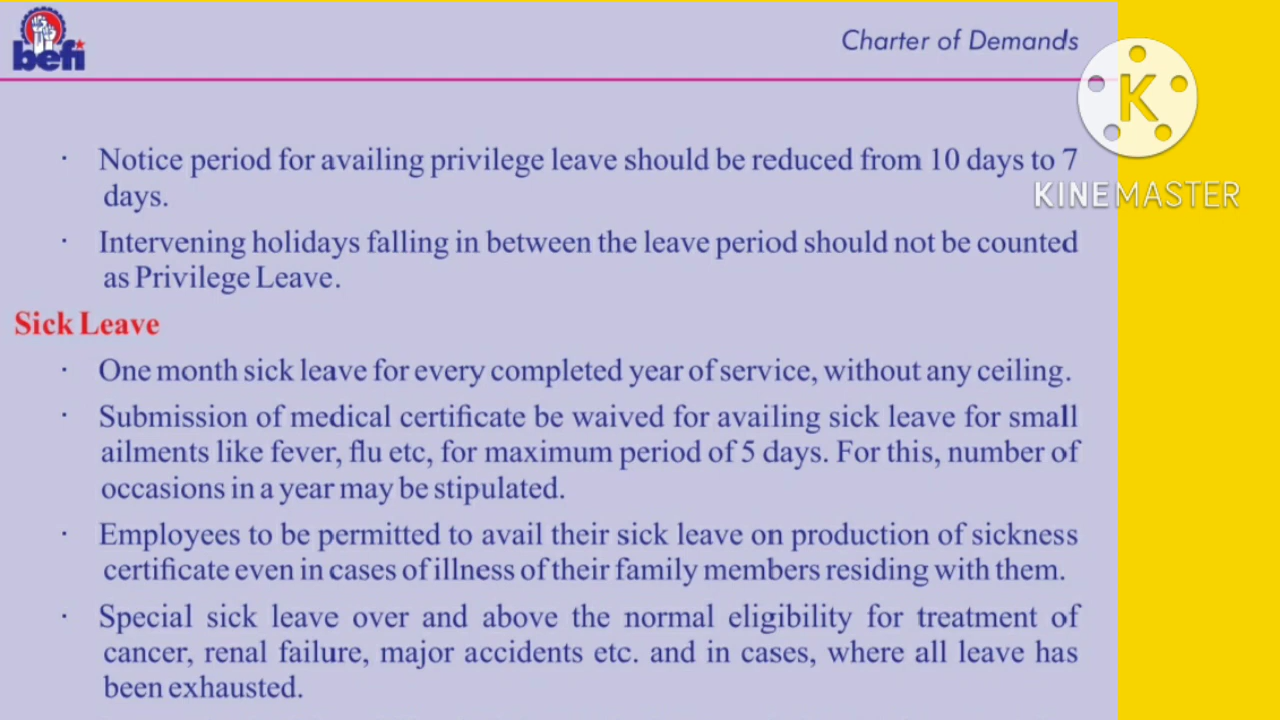 befi
Charter of Demands
K
KINEMASTER
· Notice period for availing privilege leave should be reduced from 10 days to 7
days.
· Intervening holidays falling in between the leave period should not be counted
as Privilege Leave.
Sick Leave
· One month sick leave for every completed year of service, without any ceiling.
· Submission of medical certificate be waived for availing sick leave for small
ailments like fever, flu etc, for maximum period of 5 days. For this, number of
occasions in a year may be stipulated.
· Employees to be permitted to avail their sick leave on production of sickness
certificate even in cases of illness of their family members residing with them.
· Special sick leave over and above the normal eligibility for treatment of
cancer, renal failure, major accidents etc. and in cases, where all leave has
been exhausted.